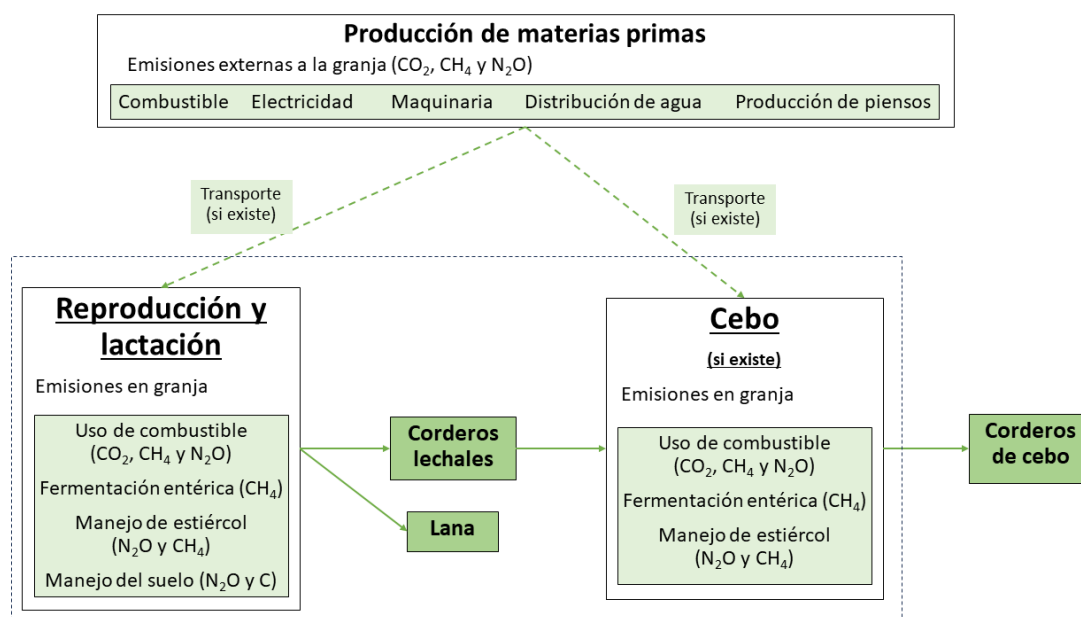 Producción de materias primas
Emisiones externas a la granja (CO₂, CH₄ y N₂O)
Combustible Electricidad Maquinaria Distribución de agua Producción de piensos
Transporte
(si existe)
Transporte
(si existe)
Reproducción y
lactación
Emisiones en granja
Uso de combustible
(CO₂, CH₄ y N₂O)
Fermentación entérica (CH₄)
Manejo de estiércol
(N₂O y CH₄)
Manejo del suelo (N₂O y C)
Corderos
lechales
Lana
Cebo
(si existe)
Emisiones en granja
Uso de combustible
(CO₂, CH₄ y N₂O)
Fermentación entérica (CH₄)
Manejo de estiércol
(N₂O y CH₄)
Corderos
de cebo